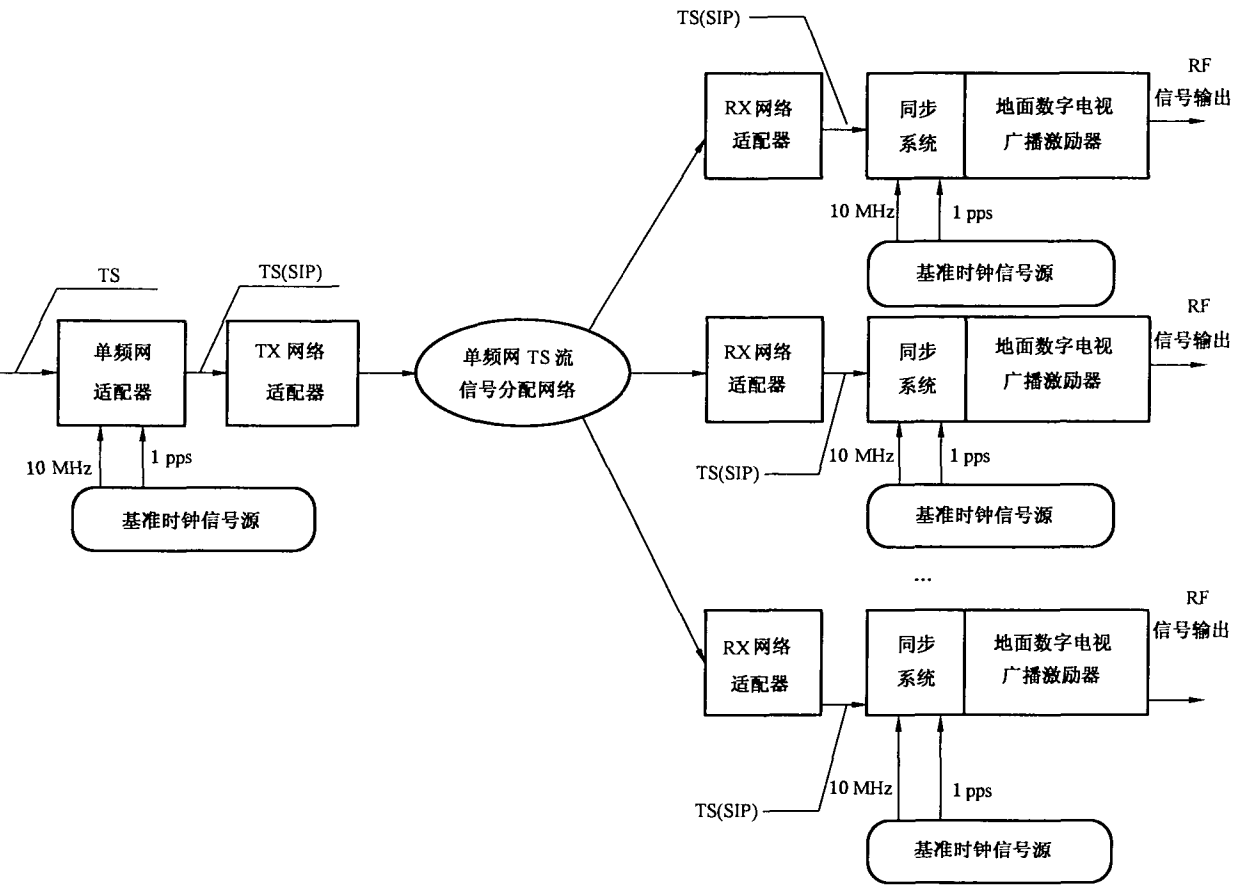 TS
单频网
适配器
10 MHz
1 pps
基准时钟信号源
TS(SIP)
TX 网络
适配器
单频网 TS 流
信号分配网络
TS(SIP)
RX 网络
适配器
同步
系统
地面数字电视
广播激励器
RF
信号输出
10 MHz
1 pps
基准时钟信号源
RX 网络
适配器
TS(SIP)
同步
系统
地面数字电视
广播激励器
RF
信号输出
10 MHz
1 pps
基准时钟信号源
...
RX 网络
适配器
TS(SIP)
同步
系统
地面数字电视
广播激励器
RF
信号输出
10 MHz
1 pps
基准时钟信号源